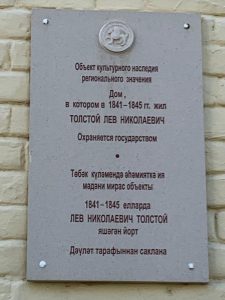 Объект культурного наследия
регионального значения
Дом,
в котором в 1841–1845 гг. жил
ТОЛСТОЙ ЛЕВ НИКОЛАЕВИЧ
Охраняется государством
•
Төбәк күләмендә әһәмияткә ия
мәдәни мирас объекты
1841–1845 елларда
ЛЕВ НИКОЛАЕВИЧ ТОЛСТОЙ
яшәгән йорт
Дәүләт тарафыннан саклана